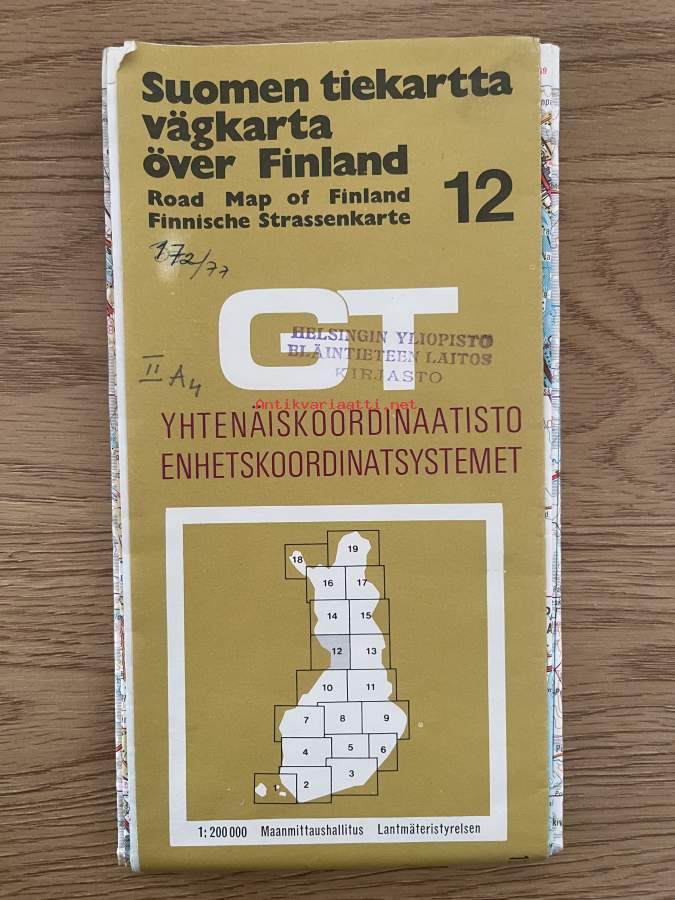 Suomen tiekartta
vägkarta
över Finland
Road Map of Finland
Finnische Strassenkarte
12
172/77
GT
HELSINGIN YLIOPISTO
ELÄINTIETEEN LAITOS
KIRJASTO
II A4
Antikvariaatti.net
YHTENÄISKOORDINAATISTO
ENHETSKOORDINATSYSTEMET
19
18
16 17
14 15
12 13
10 11
7 8 9
4 5 6
2 3
1:200 000 Maanmittaushallitus Lantmäteristyrelsen